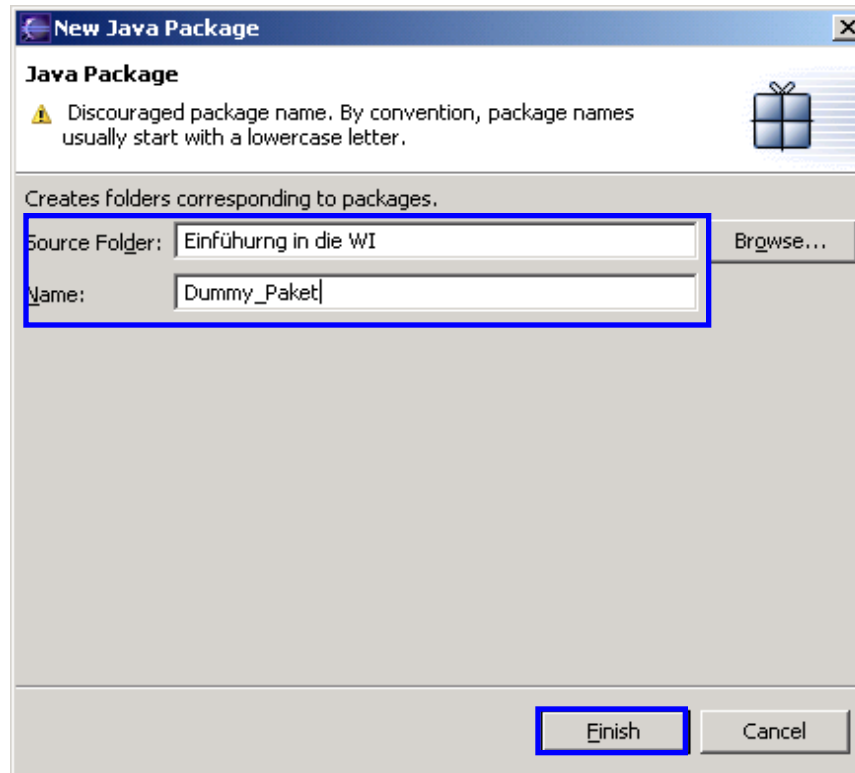 New Java Package
Java Package
Discouraged package name. By convention, package names
usually start with a lowercase letter.
Creates folders corresponding to packages.
Source Folder: Einfühurng in die WI Browse...
Name: Dummy_Paket
Finish Cancel